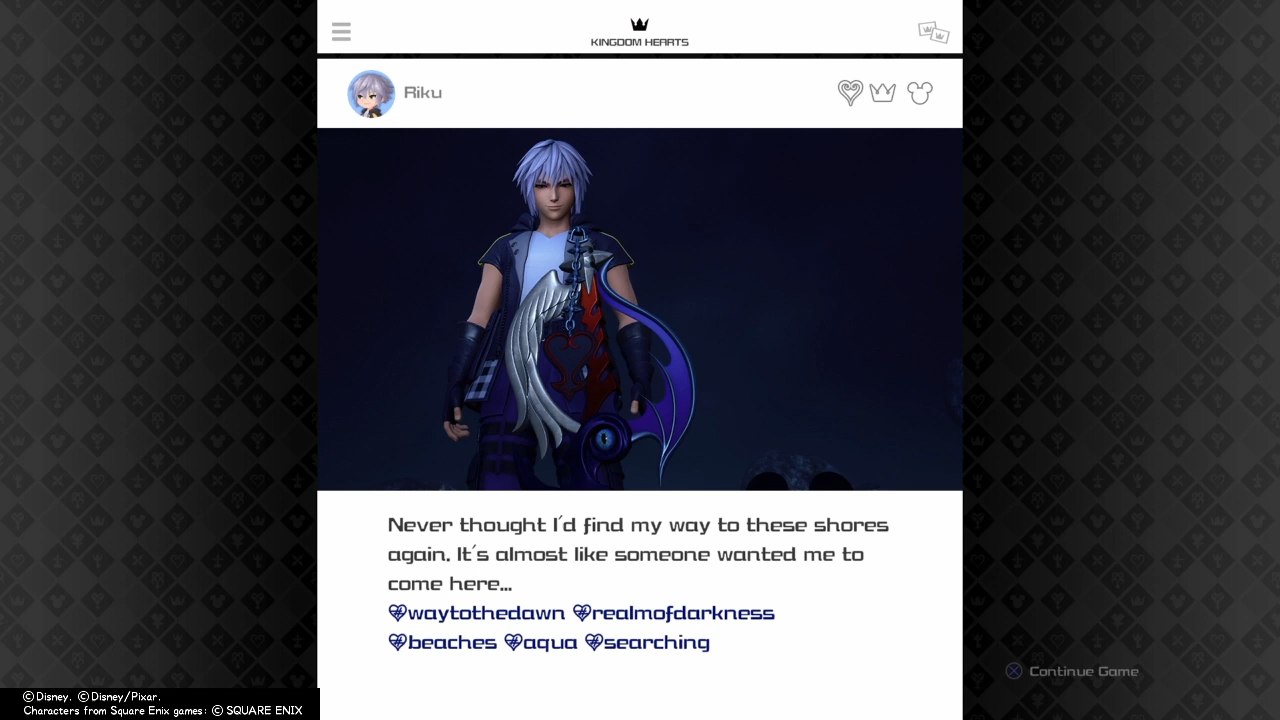 KINGDOM HEARTS
Riku
Never thought I'd find my way to these shores
again. It's almost like someone wanted me to
come here...
#waytothedawn #realmofdarkness
#beaches #aqua #searching
Continue Game
©Disney. ©Disney/Pixar.
Characters from Square Enix games: © SQUARE ENIX